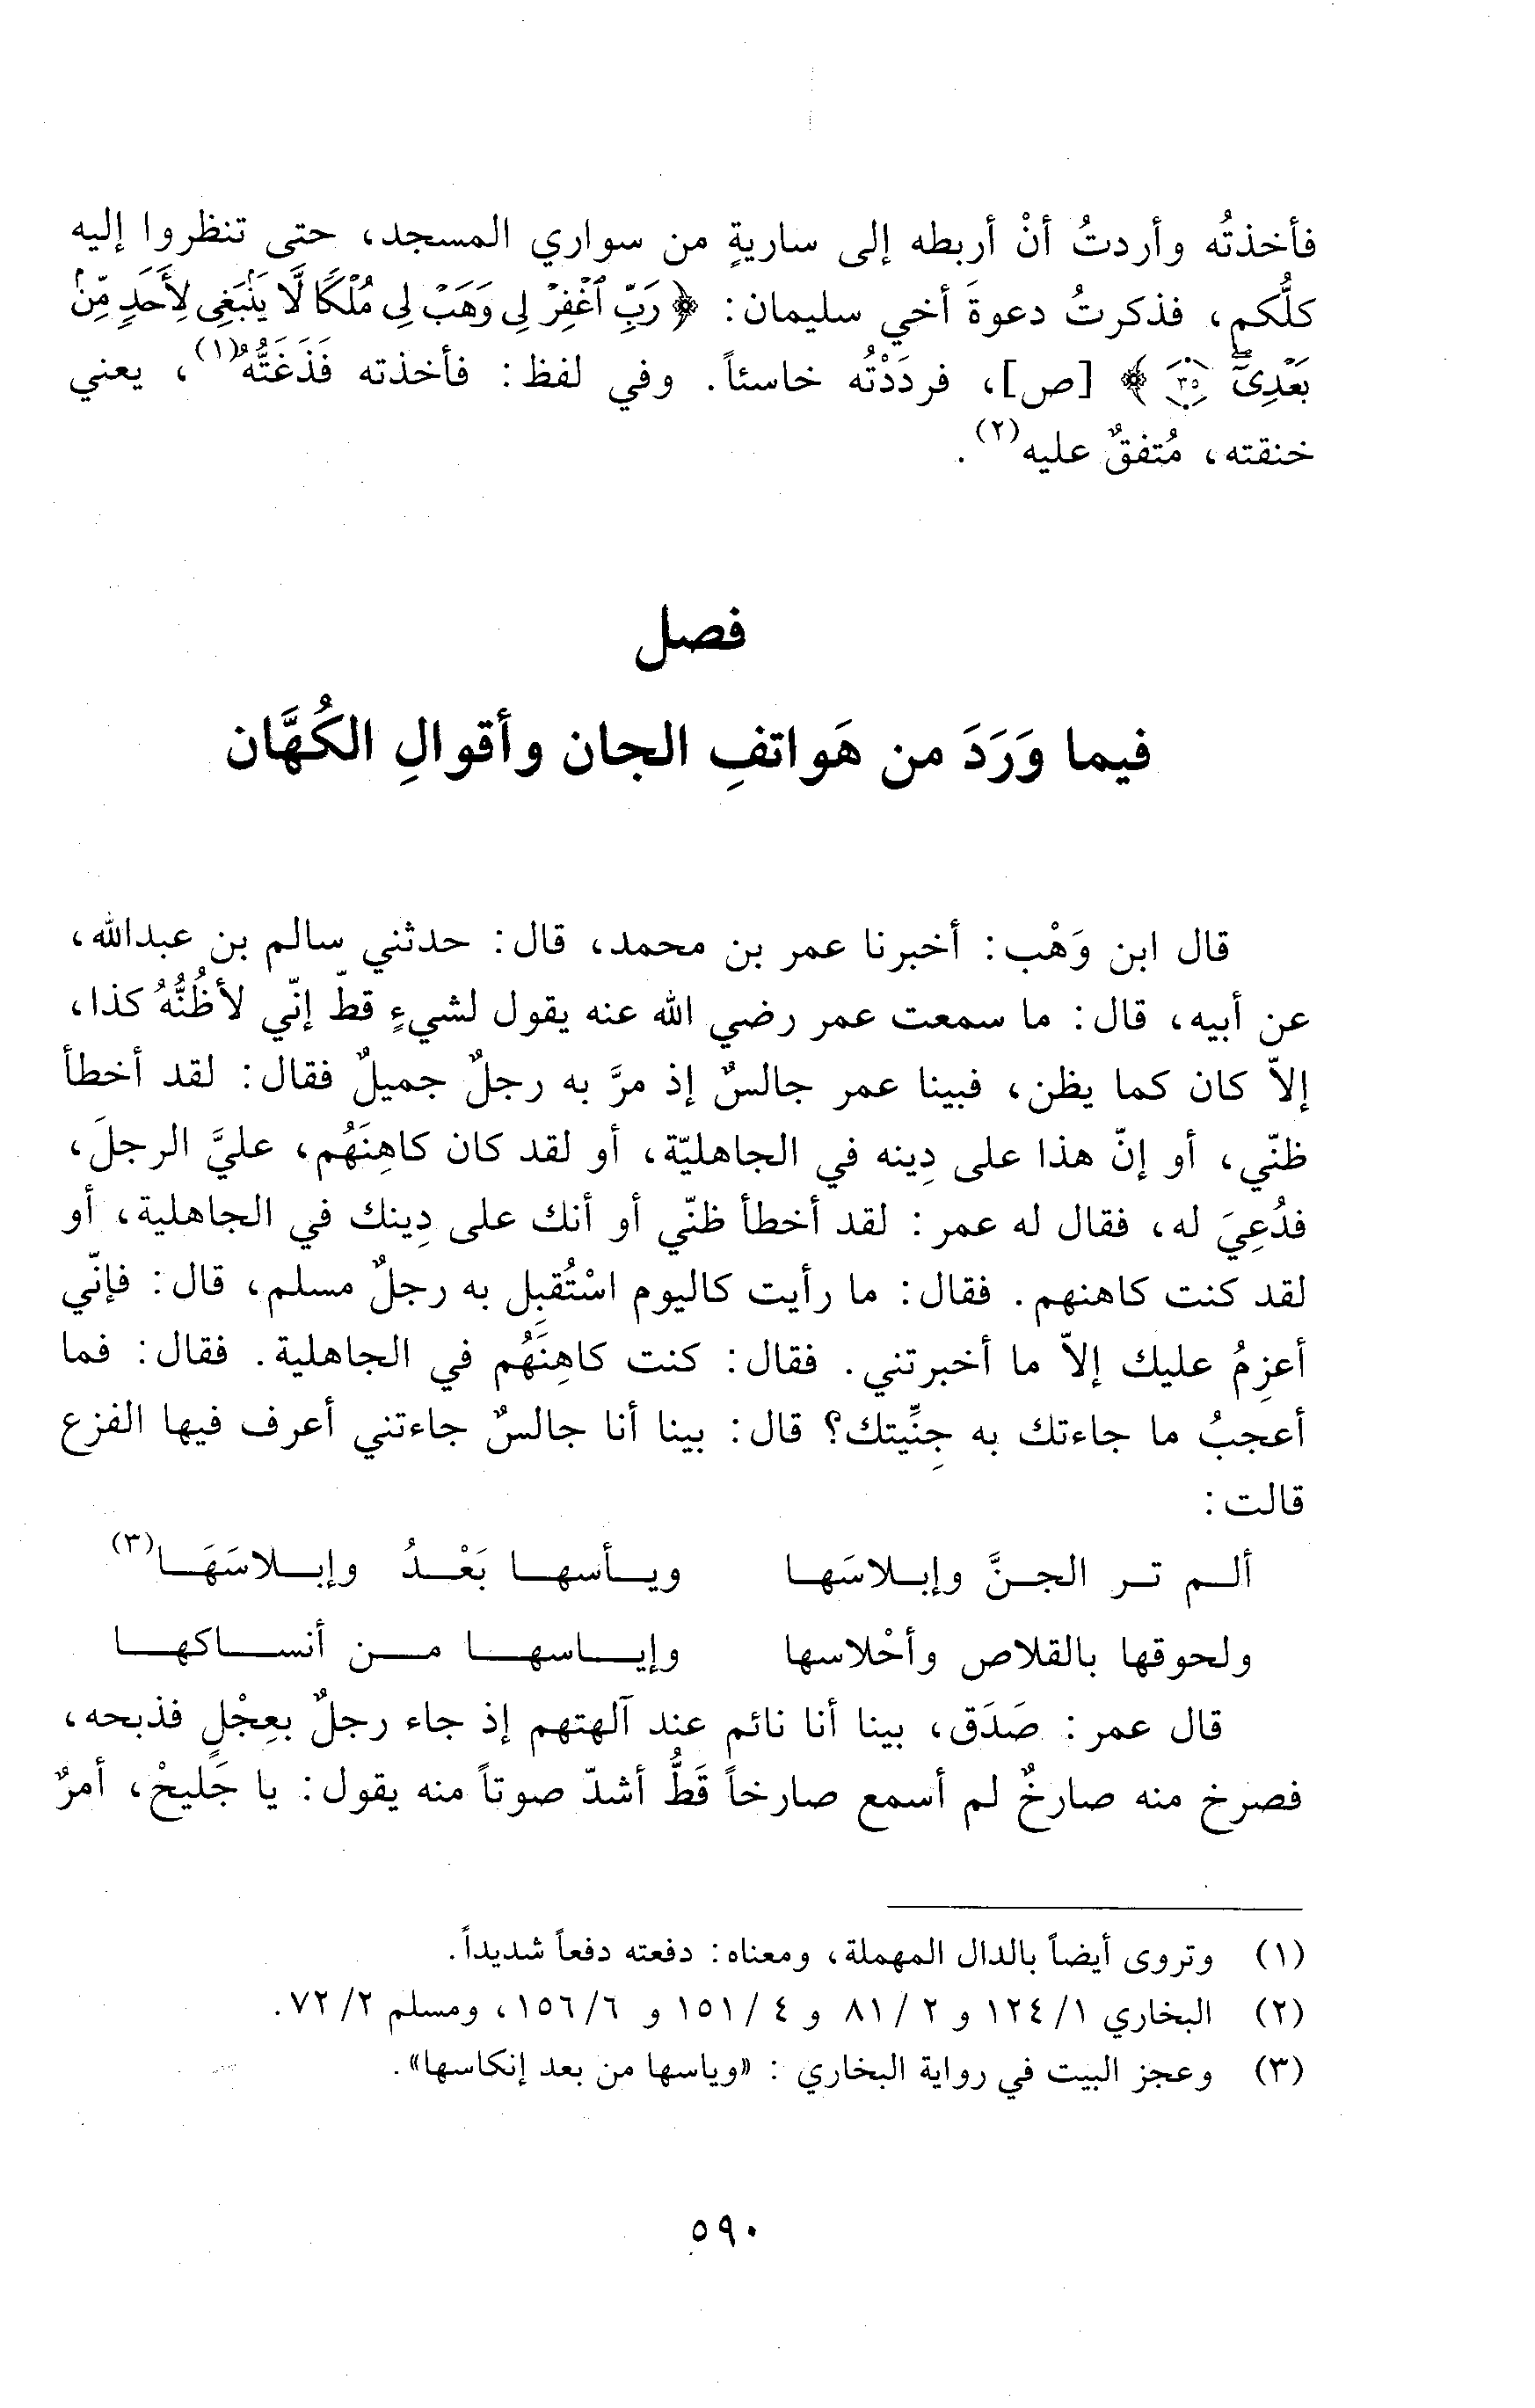 فأخذتُه وأردتُ أنْ أربطه إلى ساريةٍ من سواري المسجد، حتى تنظروا إليه
كلُّكم، فذكرتُ دعوةَ أخي سليمان: ﴿رَبِّ ٱغْفِرْ لِى وَهَبْ لِى مُلْكًا لَّا يَنۢبَغِى لِأَحَدٍ مِّنۢ
بَعْدِىٓۖ ٣٥﴾ [ص]، فردَدْتُه خاسئاً. وفي لفظ: فأخذته فَذَعَتُّهُ(١)، يعني
خنقته، مُتفقٌ عليه(٢).
فصل
فيما وَرَدَ من هَواتفِ الجان وأقوالِ الكُهَّان
قال ابن وَهْب: أخبرنا عمر بن محمد، قال: حدثني سالم بن عبدالله،
عن أبيه، قال: ما سمعت عمر رضي الله عنه يقول لشيءٍ قطّ إنّي لأظُنُّهُ كذا،
إلاّ كان كما يظن، فبينا عمر جالسٌ إذ مرَّ به رجلٌ جميلٌ فقال: لقد أخطأ
ظنّي، أو إنّ هذا على دِينه في الجاهليّة، أو لقد كان كاهِنَهُم، عليَّ الرجلَ،
فدُعِيَ له، فقال له عمر: لقد أخطأ ظنّي أو أنك على دِينك في الجاهلية، أو
لقد كنت كاهنهم. فقال: ما رأيت كاليوم اسْتُقبِل به رجلٌ مسلم، قال: فإنّي
أعزِمُ عليك إلاّ ما أخبرتني. فقال: كنت كاهِنَهُم في الجاهلية. فقال: فما
أعجبُ ما جاءتك به جِنِّيتك؟ قال: بينا أنا جالسٌ جاءتني أعرف فيها الفزع
قالت:
ألم تر الجنَّ وإبلاسَها ويأسها بَعْدُ وإبلاسَهَا(٣)
ولحوقها بالقلاص وأحْلاسها وإياسها من أنساكها
قال عمر: صَدَق، بينا أنا نائم عند آلهتهم إذ جاء رجلٌ بعِجْلٍ فذبحه،
فصرخ منه صارخٌ لم أسمع صارخاً قَطُّ أشدّ صوتاً منه يقول: يا جَليحْ، أمرٌ
(١) وتروى أيضاً بالدال المهملة، ومعناه: دفعته دفعاً شديداً.
(٢) البخاري ١/ ١٢٤ و ٢/ ٨١ و ٤/ ١٥١ و ٦/ ١٥٦، ومسلم ٢/ ٧٢.
(٣) وعجز البيت في رواية البخاري: «وياسها من بعد إنكاسها».
٥٩٠